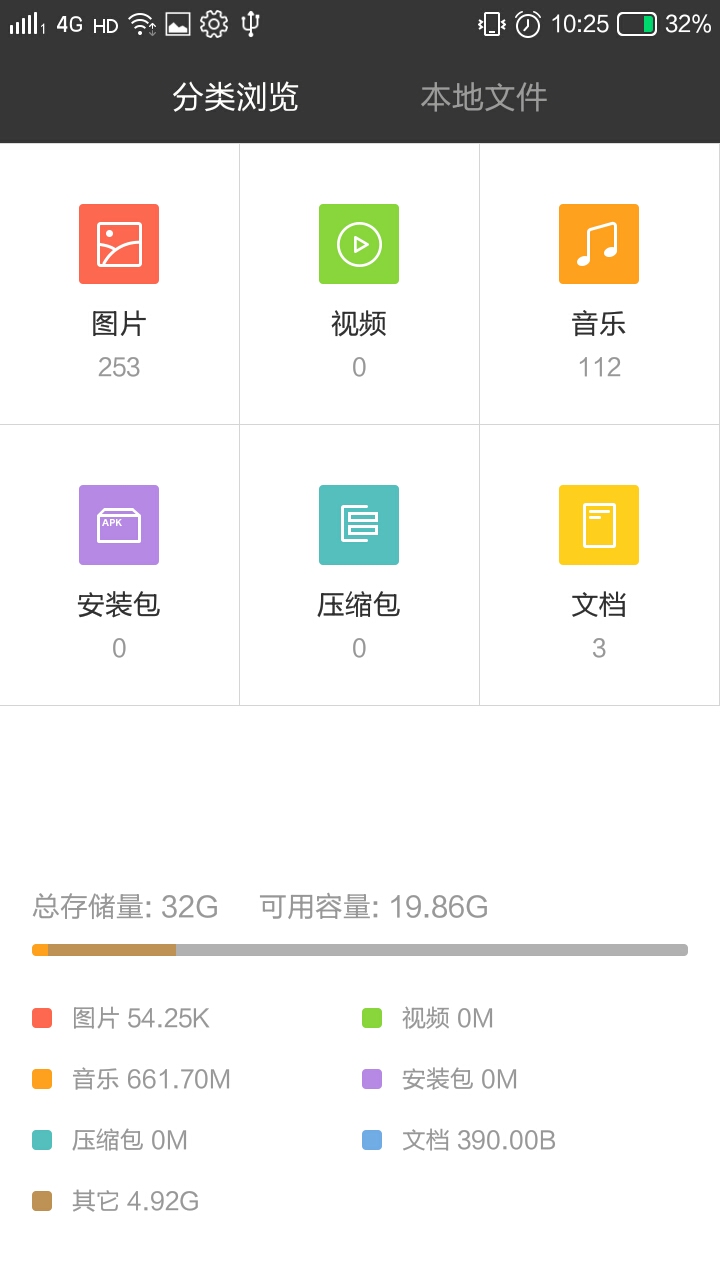 1 4G HD 10:25 32%
分类浏览 本地文件
图片 视频 音乐
253 0 112
APK
安装包 压缩包 文档
0 0 3
总存储量: 32G 可用容量: 19.86G
图片 54.25K 视频 0M
音乐 661.70M 安装包 0M
压缩包 0M 文档 390.00B
其它 4.92G